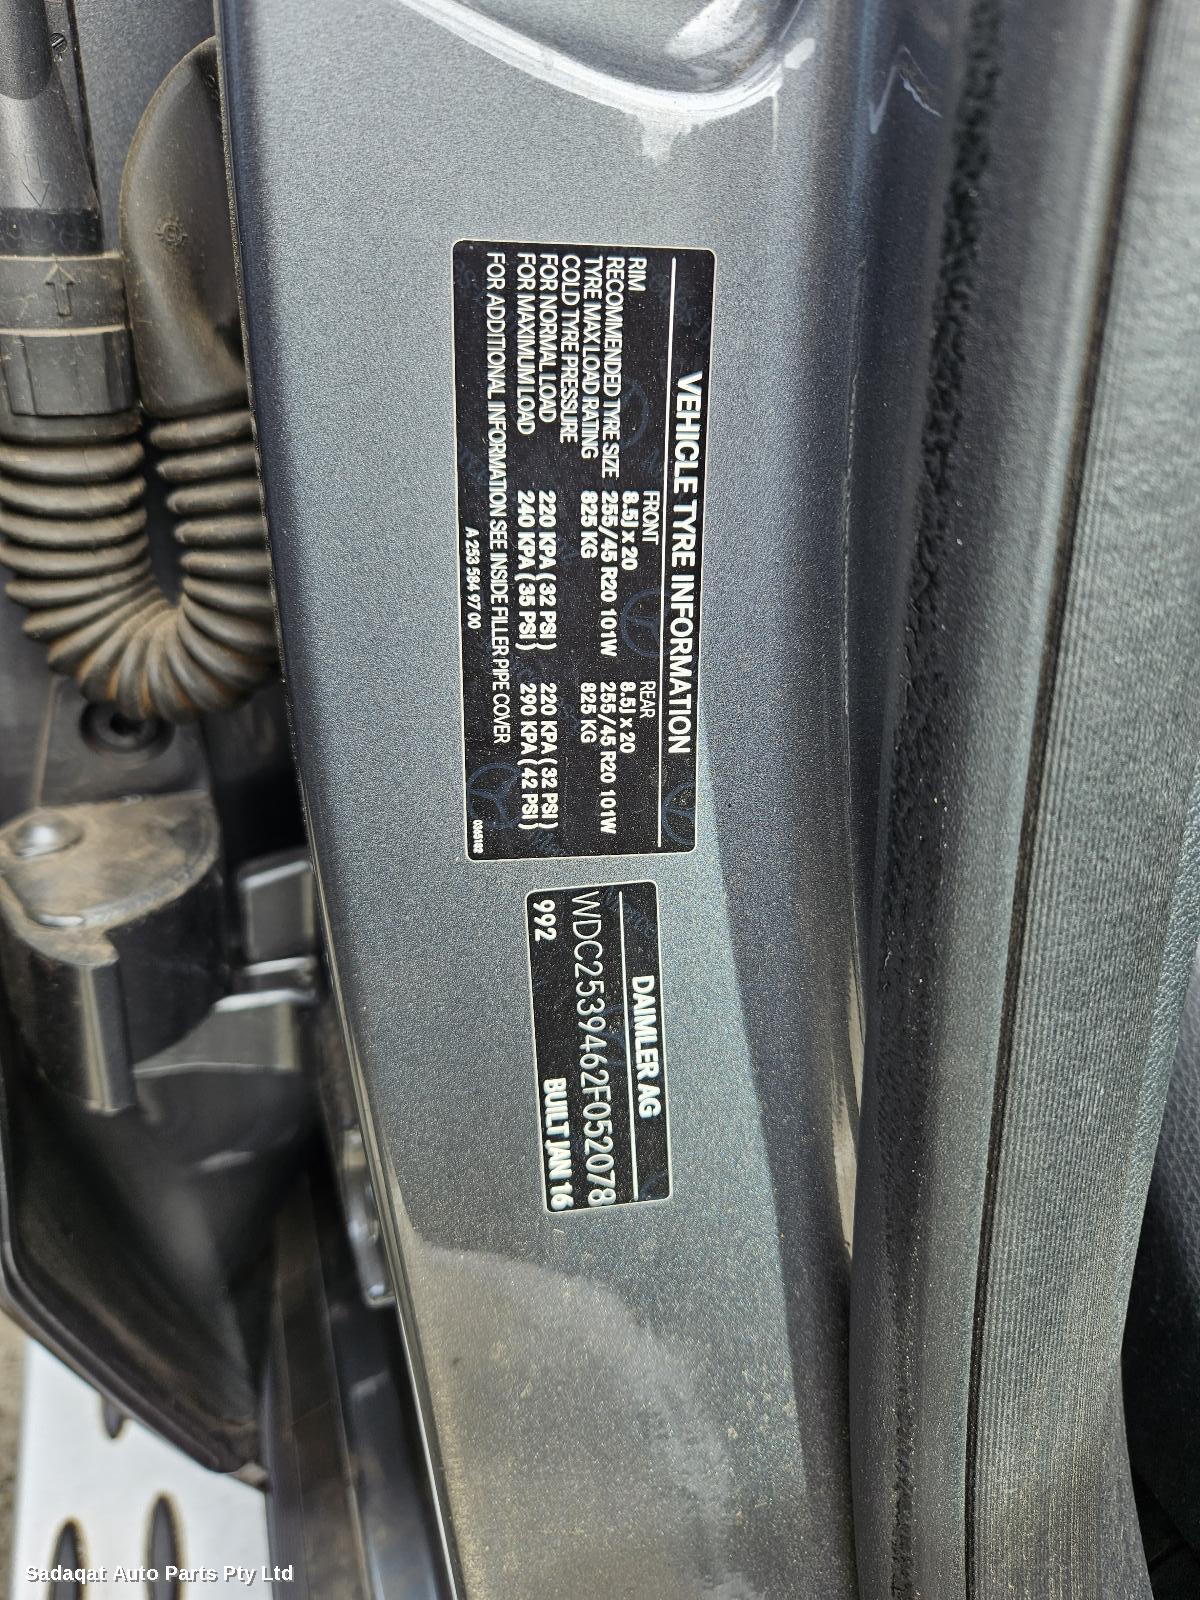 VEHICLE TYRE INFORMATION
FRONT REAR
RIM 8.5J x 20 8.5J x 20
RECOMMENDED TYRE SIZE 255/45 R20 101W 255/45 R20 101W
TYRE MAX LOAD RATING 825 KG 825 KG
COLD TYRE PRESSURE
FOR NORMAL LOAD 220 KPA ( 32 PSI ) 220 KPA ( 32 PSI )
FOR MAXIMUM LOAD 240 KPA ( 35 PSI ) 290 KPA ( 42 PSI )
FOR ADDITIONAL INFORMATION SEE INSIDE FILLER PIPE COVER
A 253 584 97 00
DAIMLER AG
WDC2539462F052078
992 BUILT JAN 16
Sadaqat Auto Parts Pty Ltd